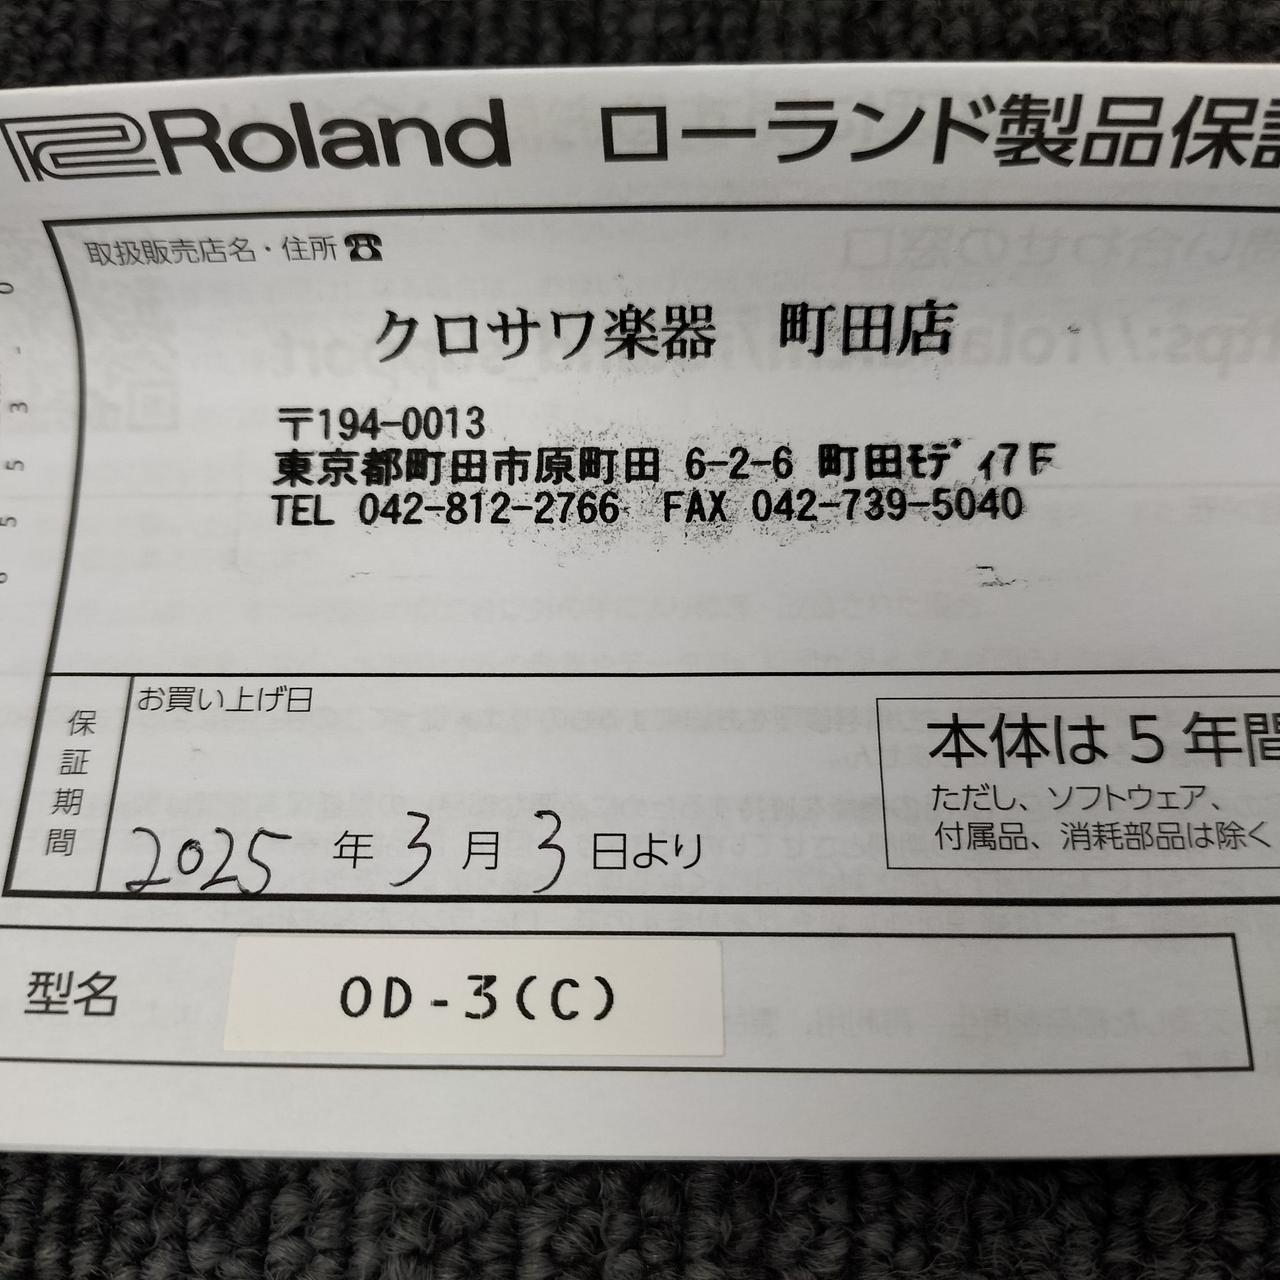 Roland ローランド製品保証
取扱販売店名・住所 ☎
クロサワ楽器 町田店
〒194-0013
東京都町田市原町田 6-2-6 町田ﾓﾃﾞｨ7F
TEL 042-812-2766 FAX 042-739-5040
保証期間
お買い上げ日
2025 年 3 月 3 日より
本体は 5 年間
ただし、ソフトウェア、
付属品、消耗部品は除く
型名
OD-3(C)